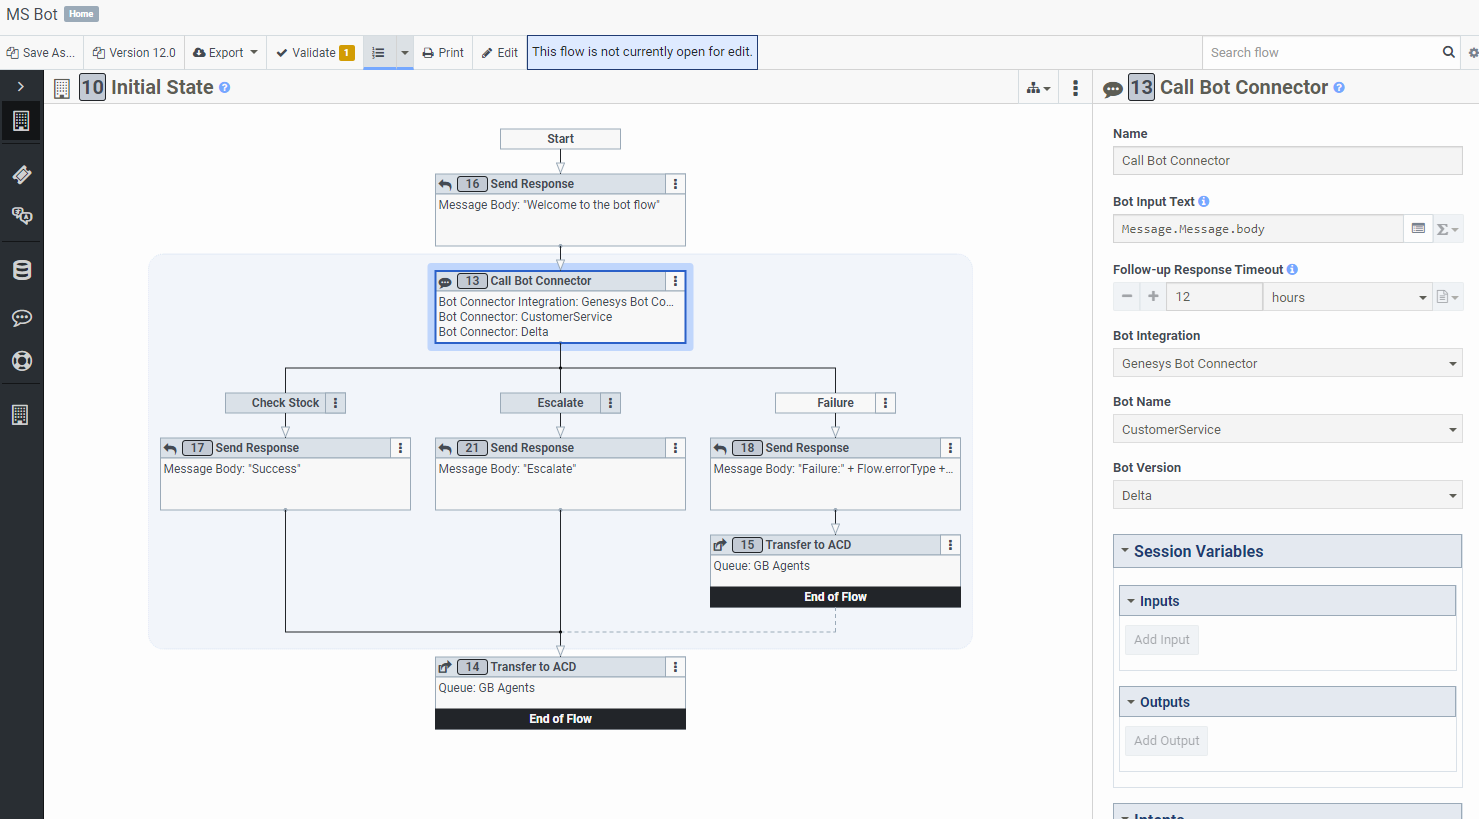 MS Bot Home
Save As... Version 12.0 Export Validate 1 Print Edit This flow is not currently open for edit. Search flow
10 Initial State
Start
16 Send Response
Message Body: "Welcome to the bot flow"
13 Call Bot Connector
Bot Connector Integration: Genesys Bot Co...
Bot Connector: CustomerService
Bot Connector: Delta
Check Stock
Escalate
Failure
17 Send Response
Message Body: "Success"
21 Send Response
Message Body: "Escalate"
18 Send Response
Message Body: "Failure:" + Flow.errorType +...
15 Transfer to ACD
Queue: GB Agents
End of Flow
14 Transfer to ACD
Queue: GB Agents
End of Flow
13 Call Bot Connector
Name
Call Bot Connector
Bot Input Text
Message.Message.body
Follow-up Response Timeout
12 hours
Bot Integration
Genesys Bot Connector
Bot Name
CustomerService
Bot Version
Delta
Session Variables
Inputs
Add Input
Outputs
Add Output
Intents